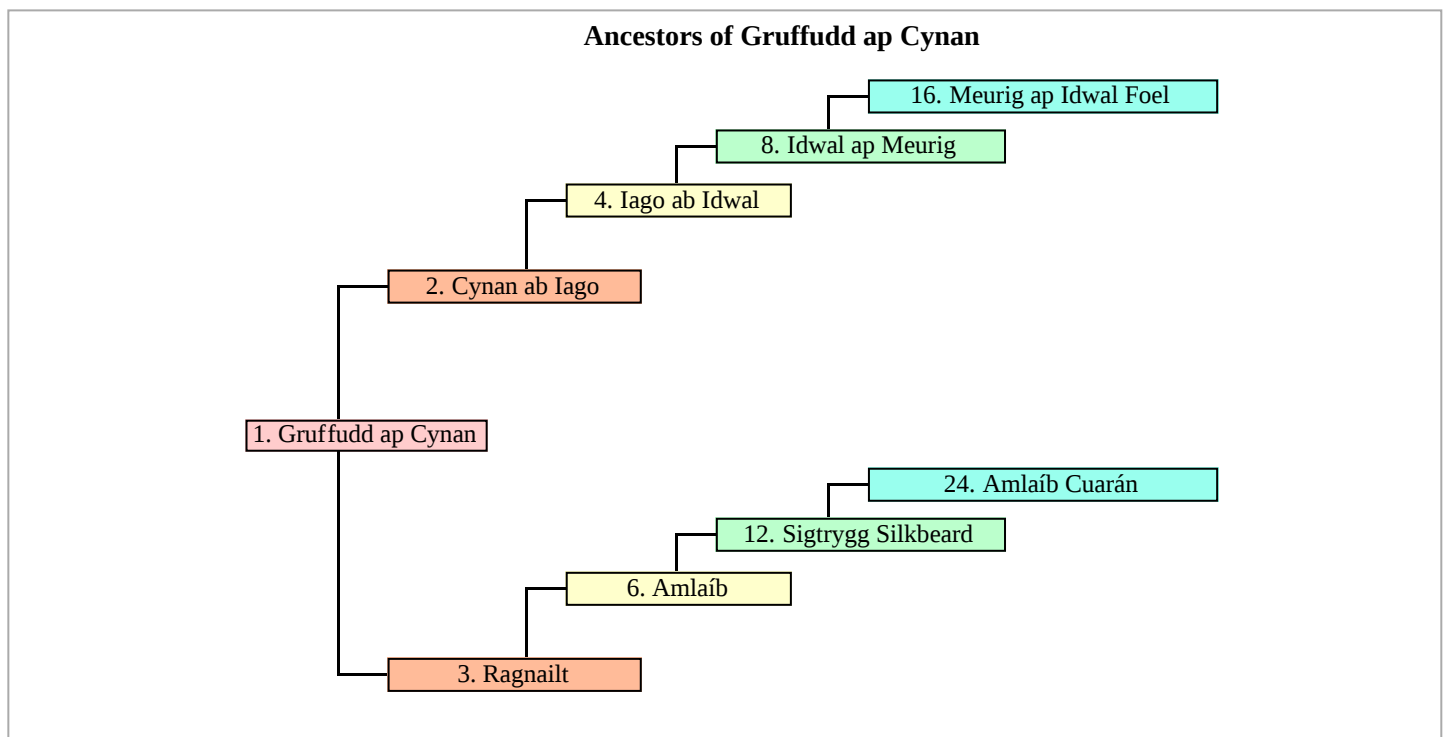 Ancestors of Gruffudd ap Cynan
16. Meurig ap Idwal Foel
8. Idwal ap Meurig
4. Iago ab Idwal
2. Cynan ab Iago
1. Gruffudd ap Cynan
24. Amlaíb Cuarán
12. Sigtrygg Silkbeard
6. Amlaíb
3. Ragnailt